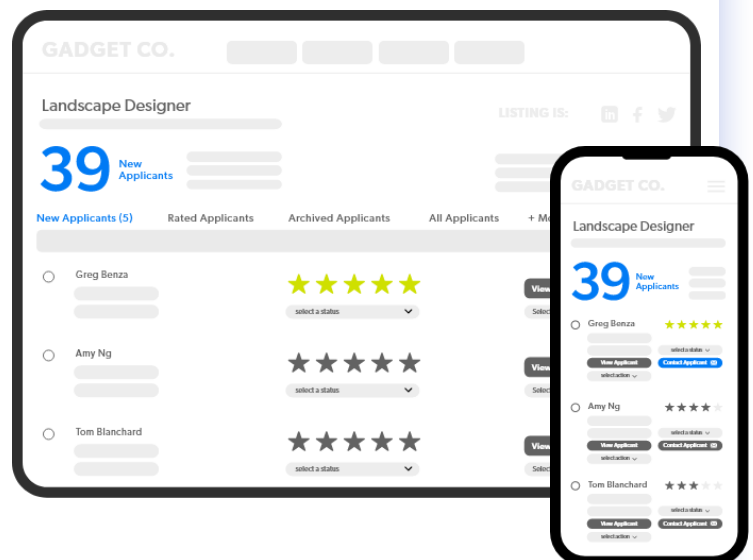 GADGET CO.
Landscape Designer
LISTING IS:
39 New Applicants
New Applicants (5) Rated Applicants Archived Applicants All Applicants
Greg Benza
select a status
View
Amy Ng
select a status
View
Tom Blanchard
select a status
View
GADGET CO.
Landscape Designer
39 New Applicants
Greg Benza
select a status
View Applicant Contact Applicant
select action
Amy Ng
select a status
View Applicant Contact Applicant
select action
Tom Blanchard
select a status
View Applicant Contact Applicant
select action